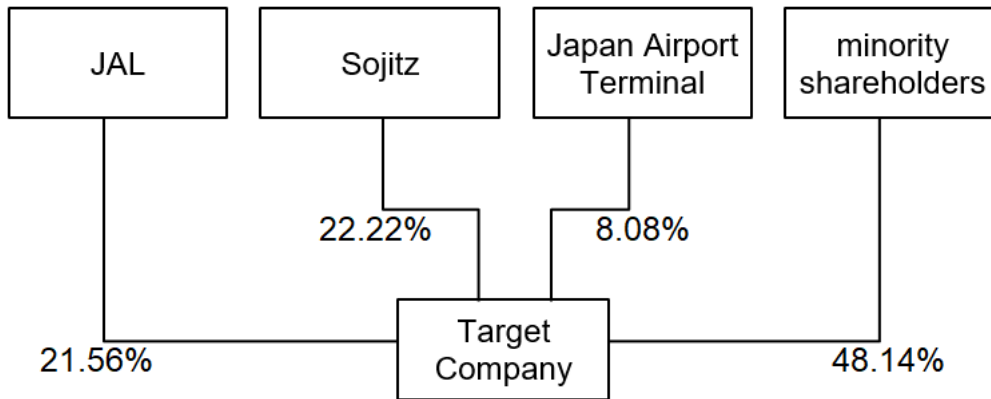 JAL
Sojitz
Japan Airport
Terminal
minority
shareholders
22.22%
8.08%
Target
Company
21.56%
48.14%